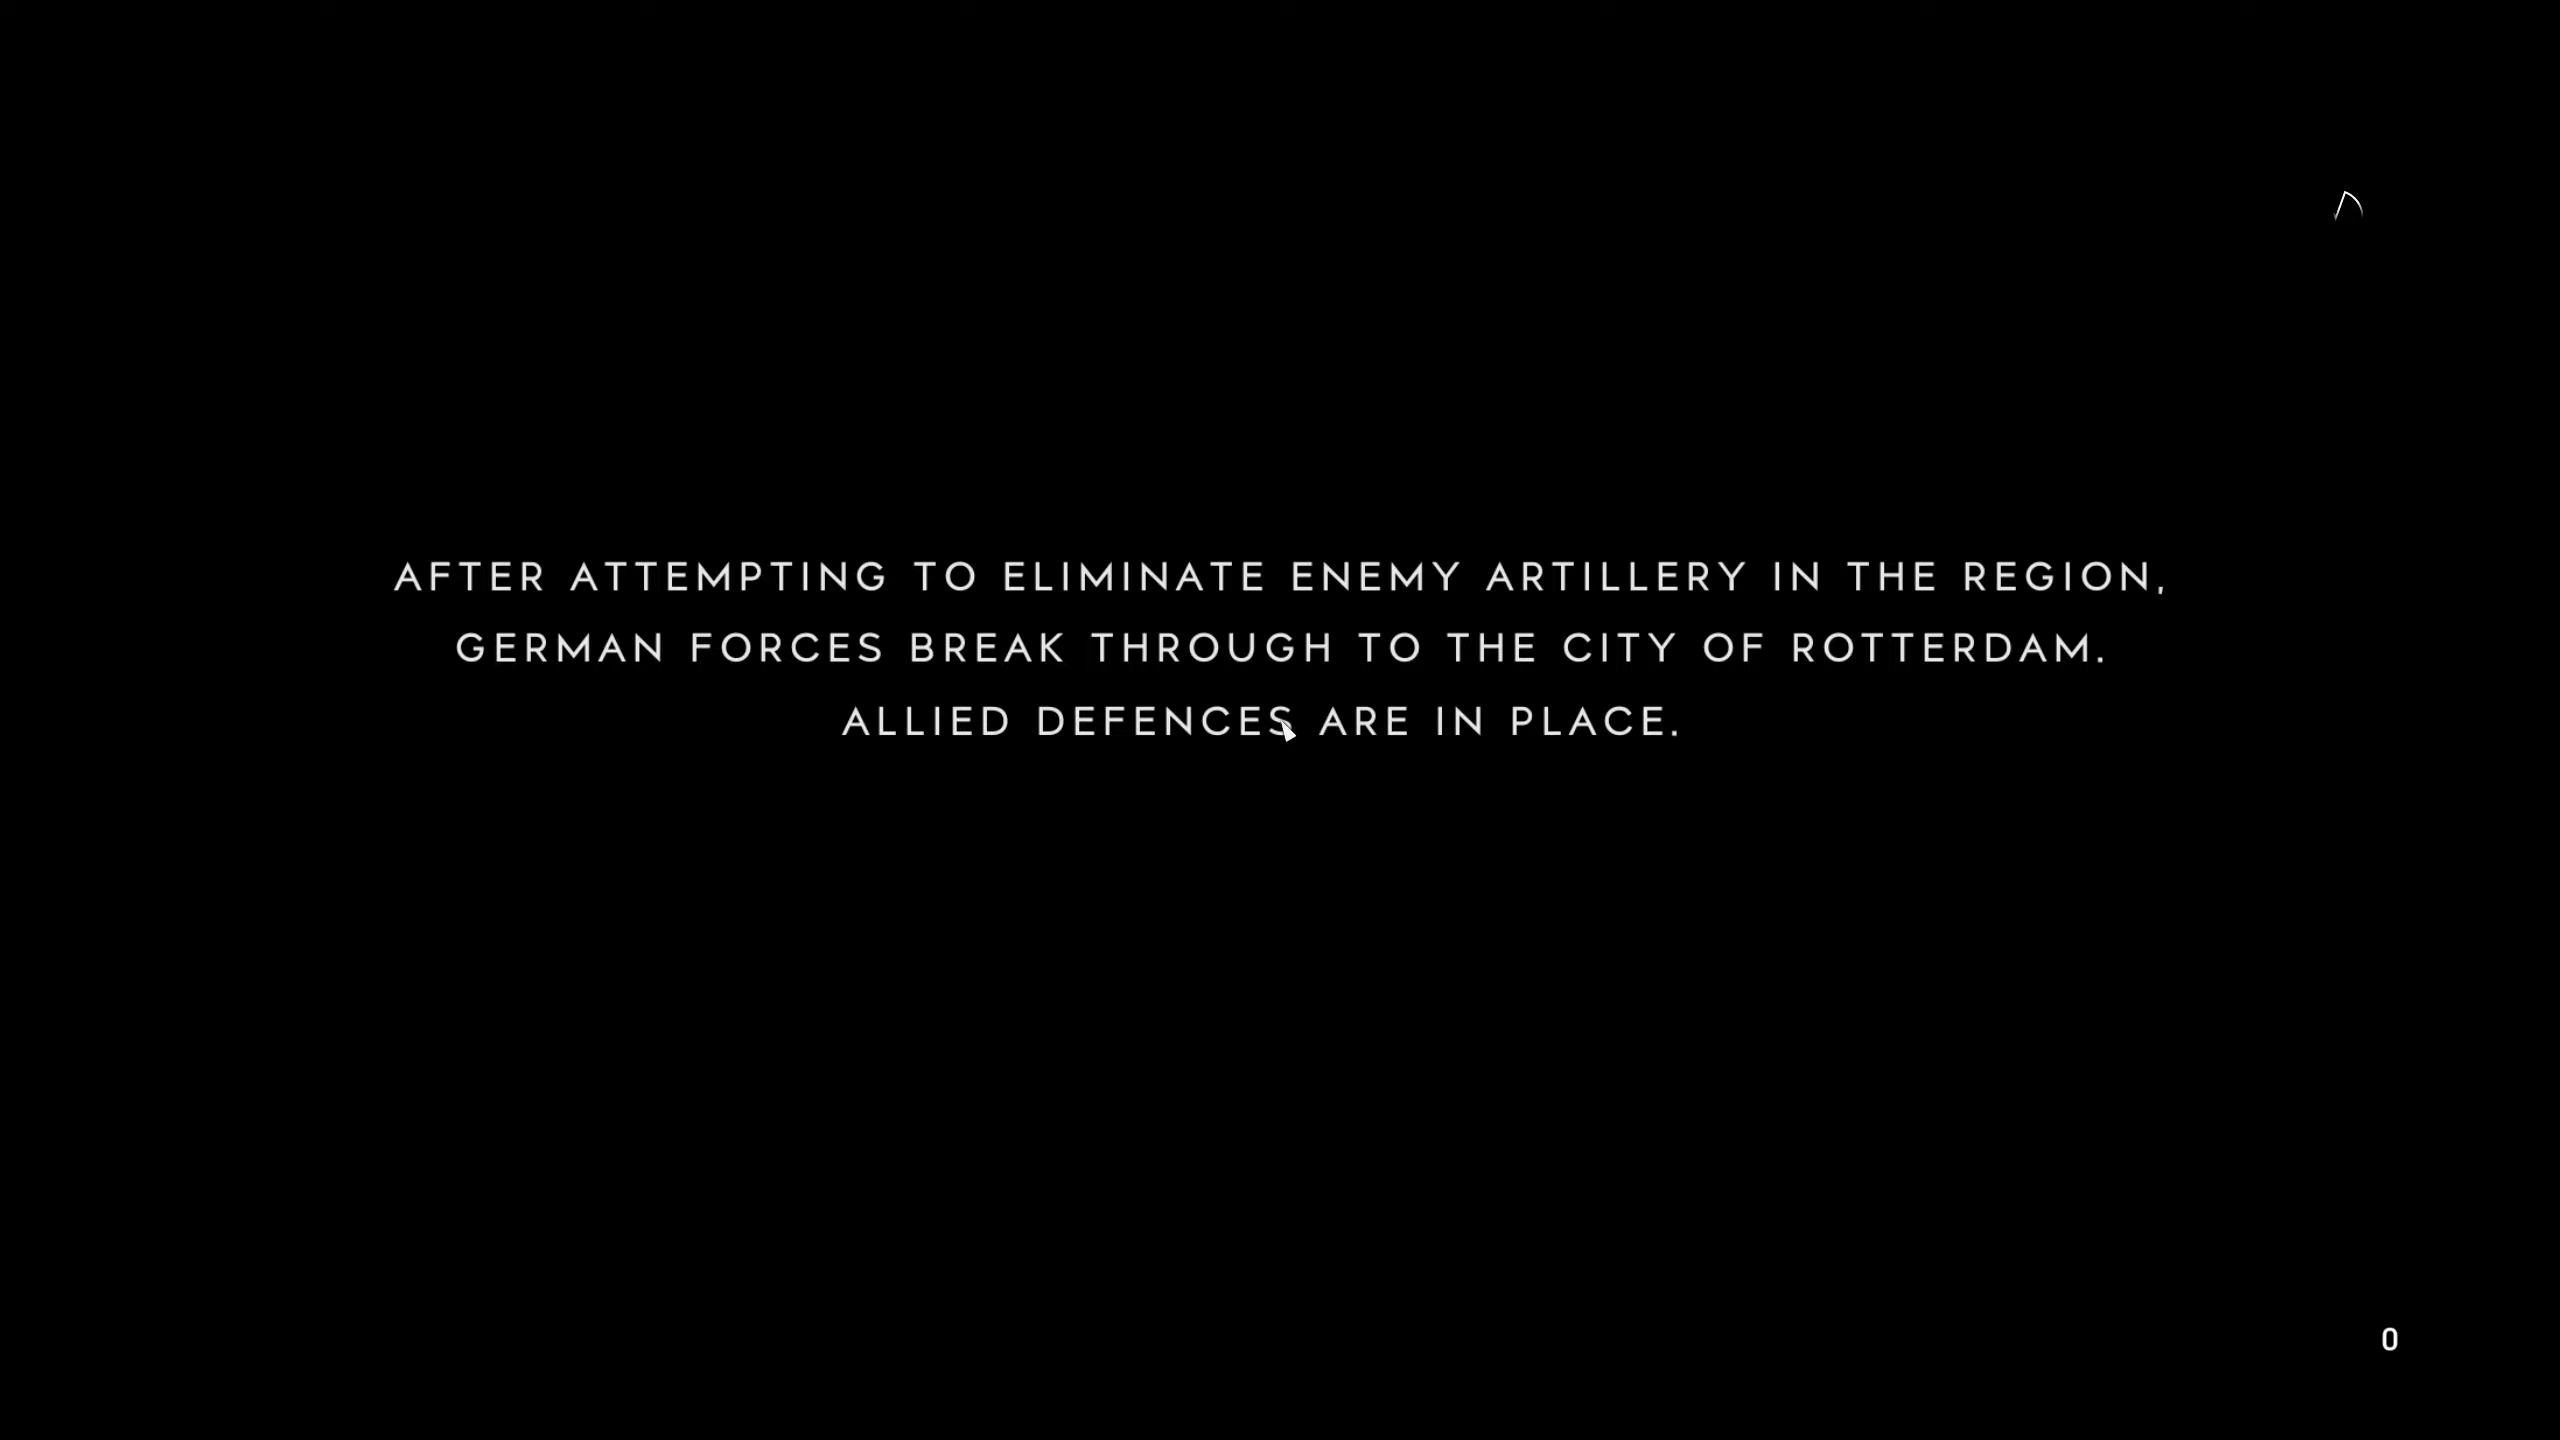 AFTER ATTEMPTING TO ELIMINATE ENEMY ARTILLERY IN THE REGION,
GERMAN FORCES BREAK THROUGH TO THE CITY OF ROTTERDAM.
ALLIED DEFENCES ARE IN PLACE.
0